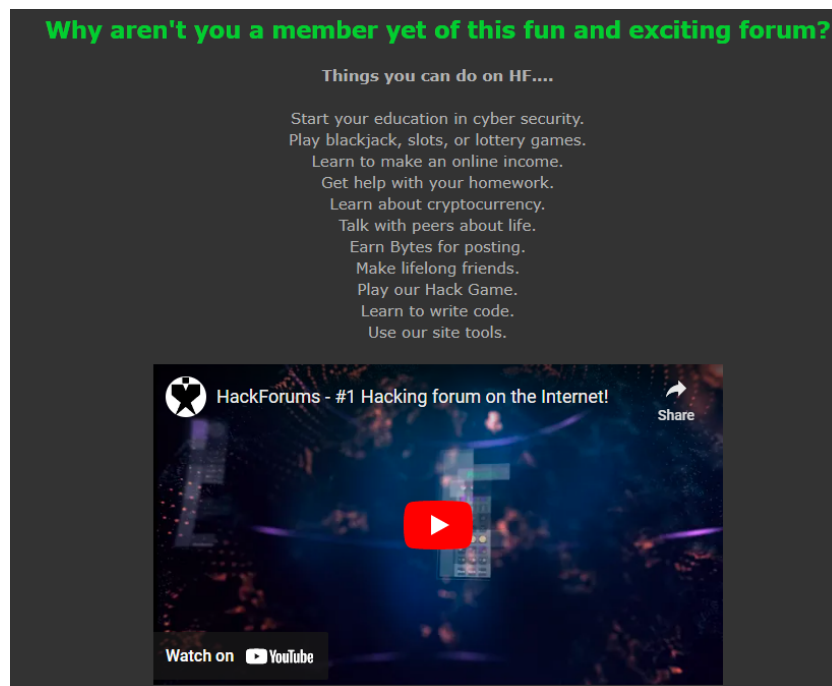 Why aren't you a member yet of this fun and exciting forum?
Things you can do on HF....
Start your education in cyber security.
Play blackjack, slots, or lottery games.
Learn to make an online income.
Get help with your homework.
Learn about cryptocurrency.
Talk with peers about life.
Earn Bytes for posting.
Make lifelong friends.
Play our Hack Game.
Learn to write code.
Use our site tools.
HackForums - #1 Hacking forum on the Internet!
Share
Watch on YouTube